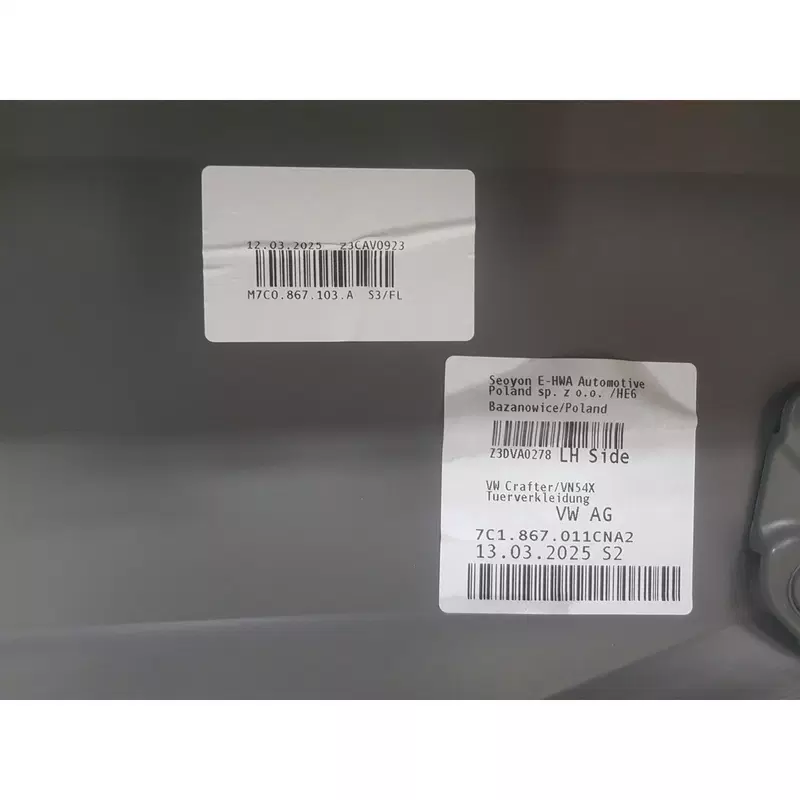 12.03.2025 23CAV0923
M7C0.867.103.A S3/FL
Seoyon E-HWA Automotive
Poland sp. z o.o. /HE6
Bazanowice/Poland
Z3DVA0278 LH Side
VW Crafter/VN54X
Tuerverkleidung
VW AG
7C1.867.011CNA2
13.03.2025 S2